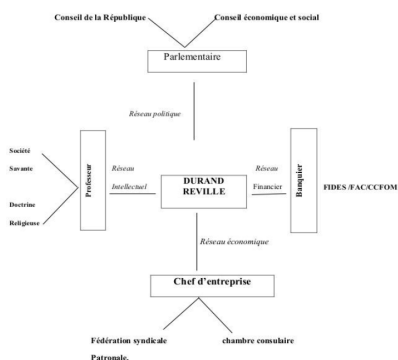 Conseil de la République Conseil économique et social
Parlementaire
Réseau politique
Société
Savante
Doctrine
Religieuse
Professeur
Réseau
Intellectuel
DURAND
REVILLE
Réseau
Financier
Banquier
FIDES /FAC/CCFOM
Réseau économique
Chef d'entreprise
Fédération syndicale chambre consulaire
Patronale.